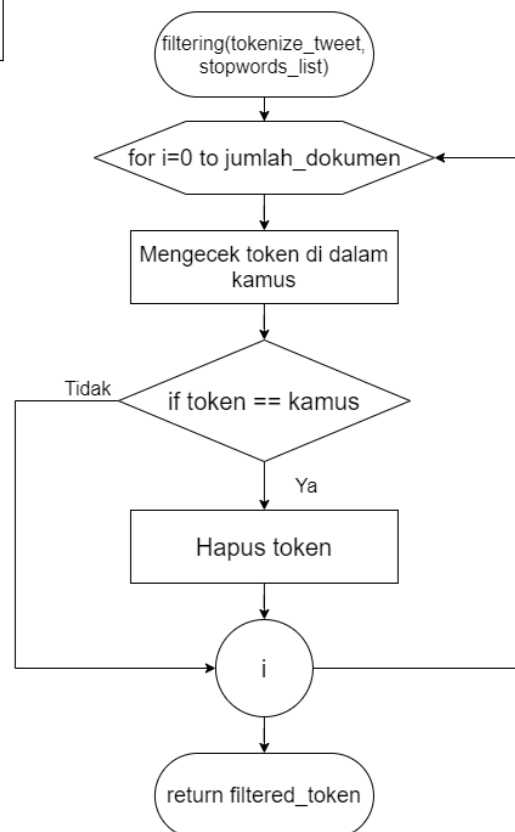 filtering(tokenize_tweet,
stopwords_list)
for i=0 to jumlah_dokumen
Mengecek token di dalam
kamus
Tidak
if token == kamus
Ya
Hapus token
i
return filtered_token